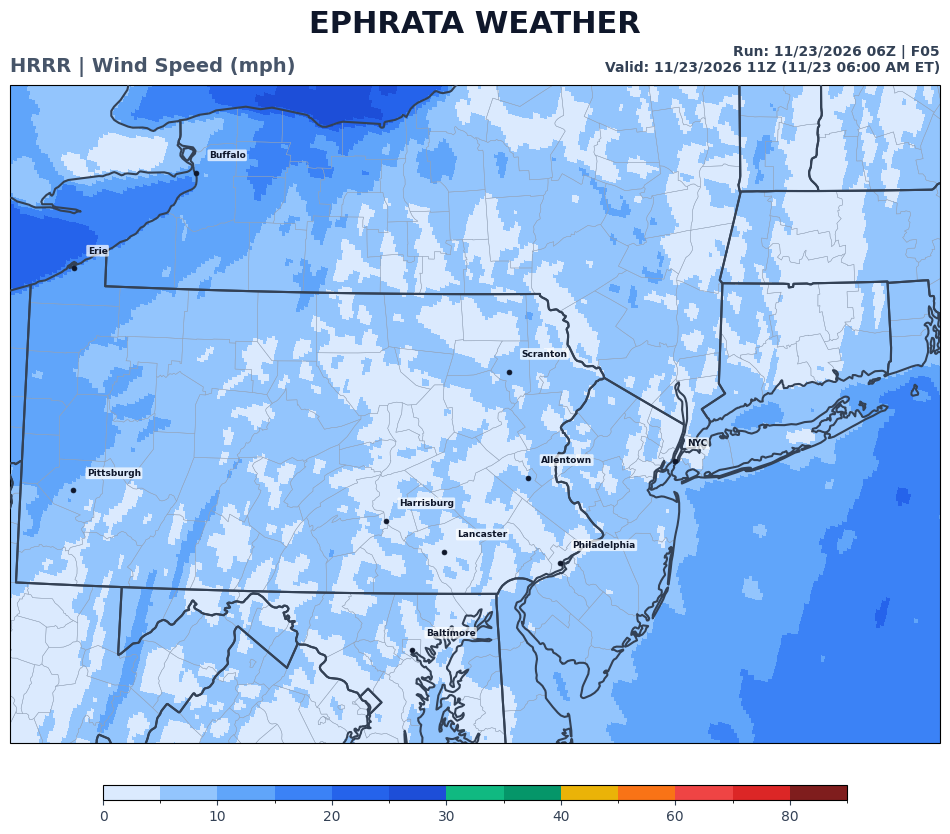 EPHRATA WEATHER
HRRR | Wind Speed (mph)
Run: 11/23/2026 06Z | F05
Valid: 11/23/2026 11Z (11/23 06:00 AM ET)
Buffalo
Erie
Scranton
NYC
Allentown
Pittsburgh
Harrisburg
Lancaster
Philadelphia
Baltimore
0 10 20 30 40 50 60 70 80